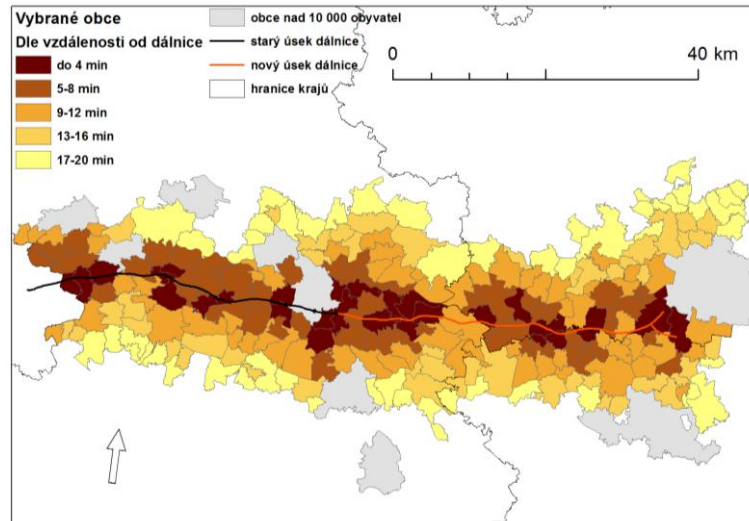 Vybrané obce
Dle vzdálenosti od dálnice
do 4 min
5-8 min
9-12 min
13-16 min
17-20 min
obce nad 10 000 obyvatel
starý úsek dálnice
nový úsek dálnice
hranice krajů
0 40 km